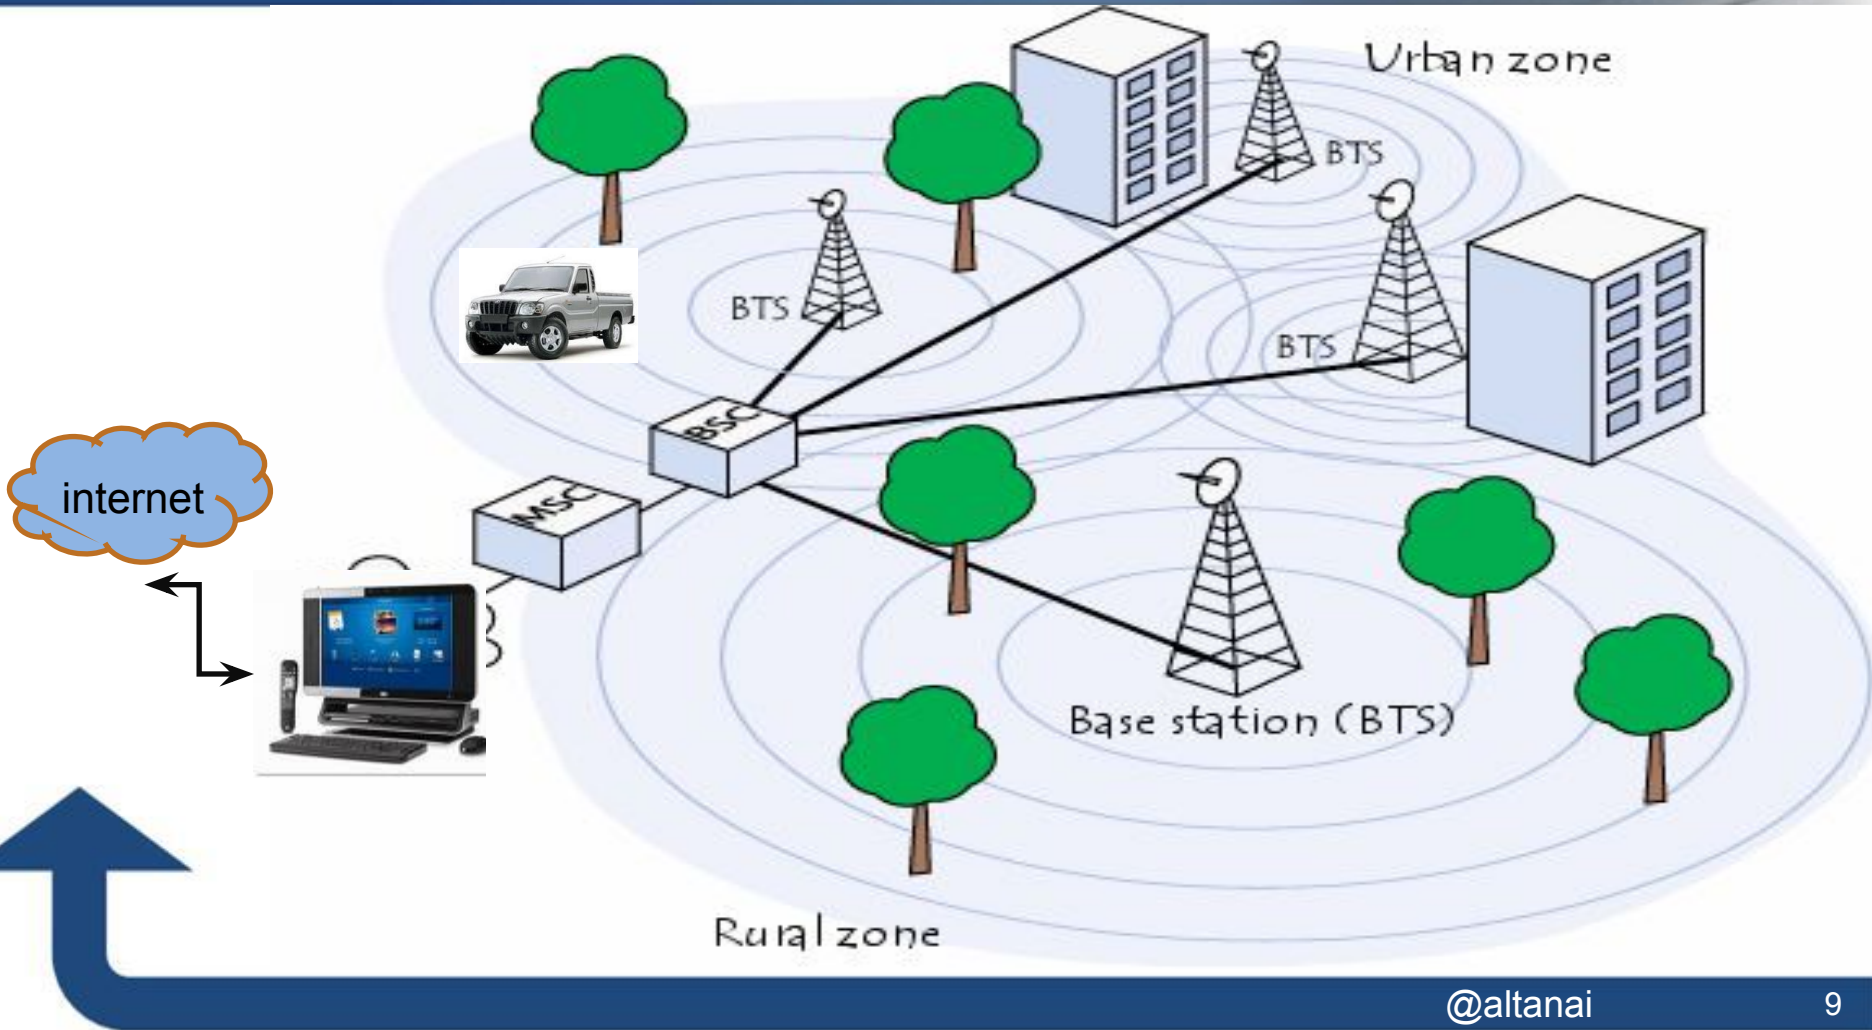 Urban zone
BTS
BTS
BTS
BSC
MSC
internet
Base station (BTS)
Rural zone
@altanai
9